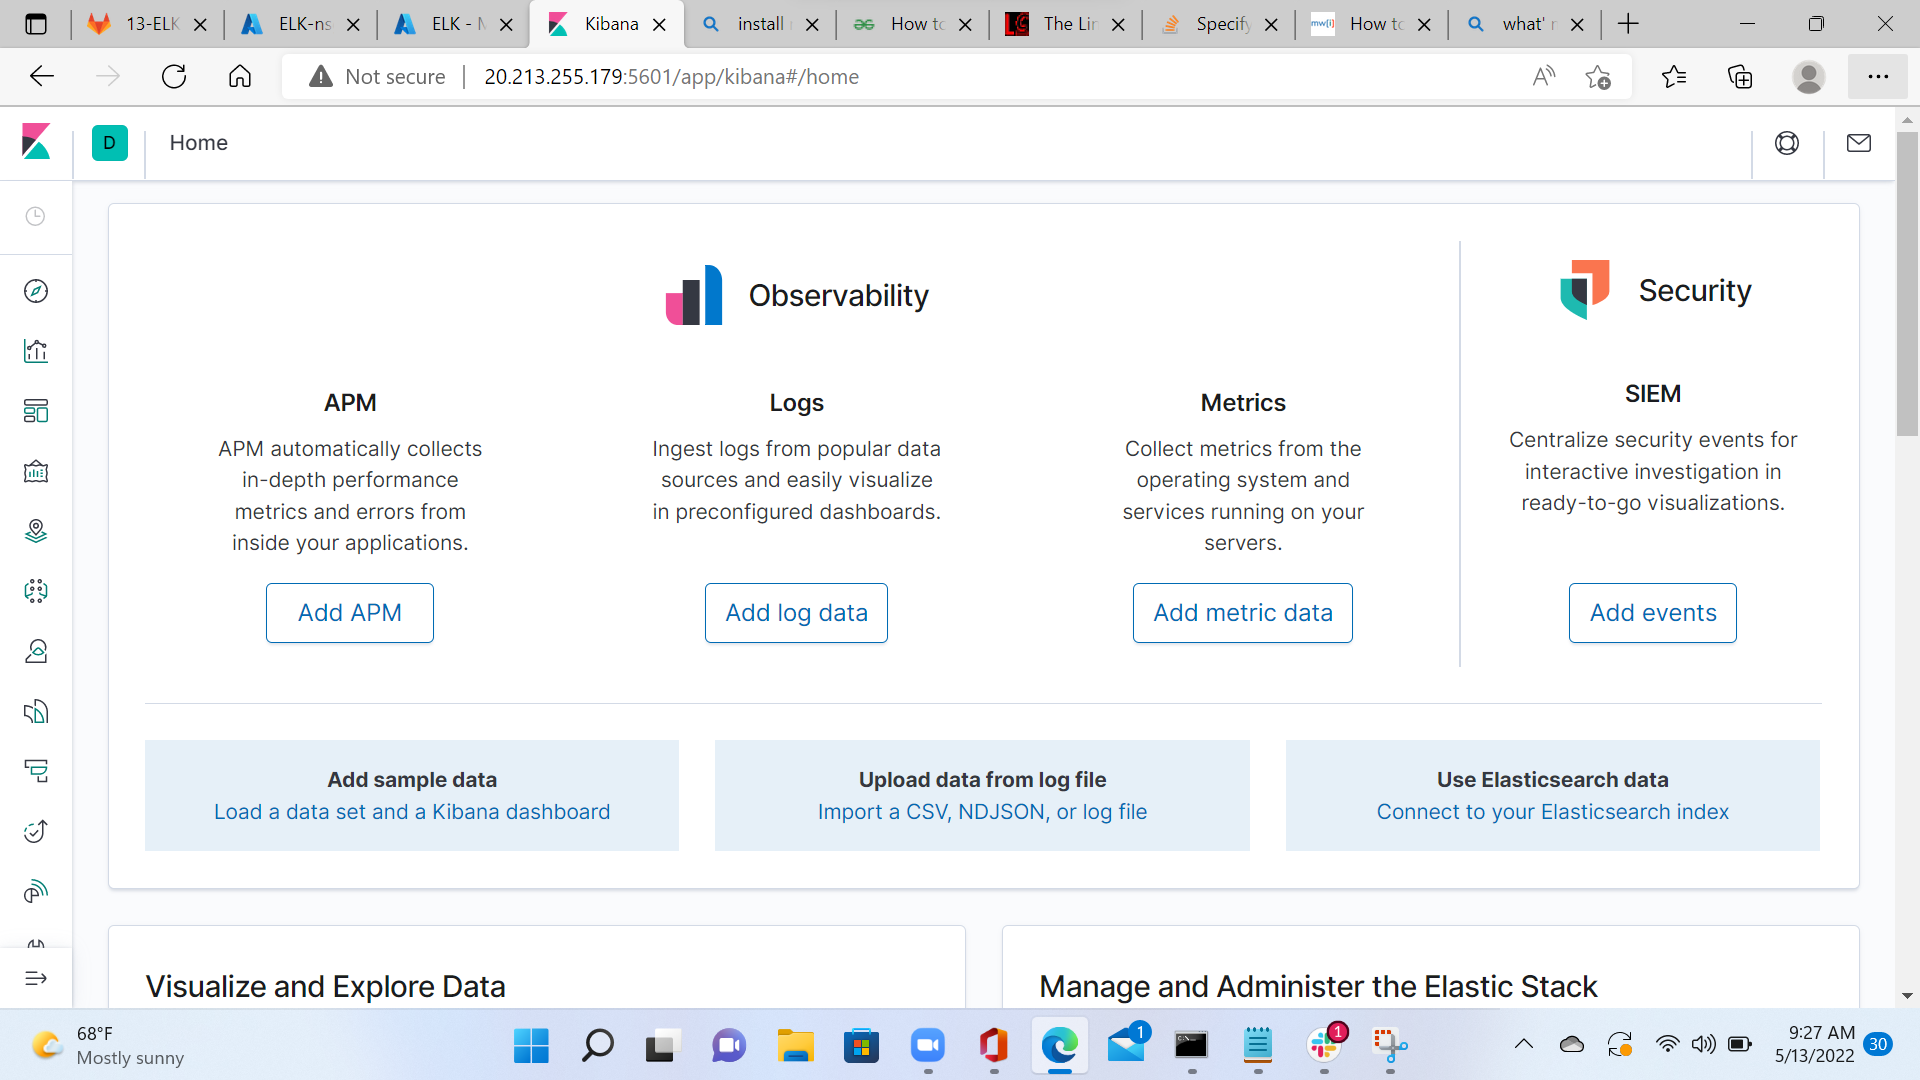 13-ELK
ELK-ns
ELK - M
Kibana
install
How to
The Lin
Specify
How to
what'
Not secure
20.213.255.179:5601/app/kibana#/home
D
Home
Observability
Security
APM
APM automatically collects
in-depth performance
metrics and errors from
inside your applications.
Add APM
Logs
Ingest logs from popular data
sources and easily visualize
in preconfigured dashboards.
Add log data
Metrics
Collect metrics from the
operating system and
services running on your
servers.
Add metric data
SIEM
Centralize security events for
interactive investigation in
ready-to-go visualizations.
Add events
Add sample data
Load a data set and a Kibana dashboard
Upload data from log file
Import a CSV, NDJSON, or log file
Use Elasticsearch data
Connect to your Elasticsearch index
Visualize and Explore Data
Manage and Administer the Elastic Stack
68°F
Mostly sunny
1
1
9:27 AM
5/13/2022
30